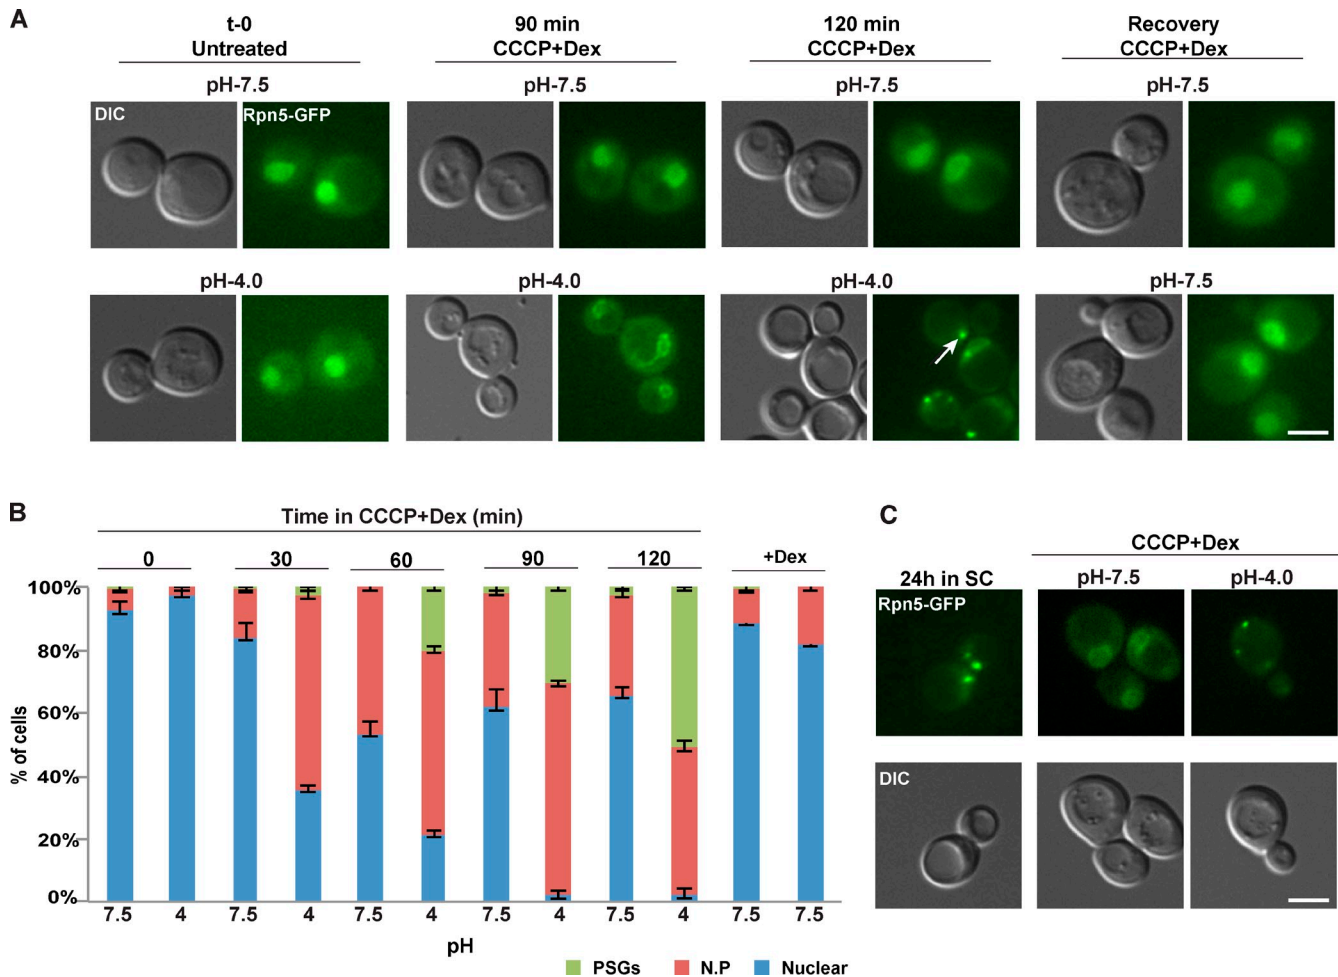 A
t-0
Untreated
90 min
CCCP+Dex
120 min
CCCP+Dex
Recovery
CCCP+Dex
pH-7.5
pH-7.5
pH-7.5
pH-7.5
DIC
Rpn5-GFP
pH-4.0
pH-4.0
pH-4.0
pH-7.5
B
Time in CCCP+Dex (min)
0
30
60
90
120
+Dex
100%
80%
60%
40%
20%
0%
% of cells
7.5
4
7.5
4
7.5
4
7.5
4
7.5
4
7.5
7.5
pH
PSGs
N.P
Nuclear
C
CCCP+Dex
24h in SC
pH-7.5
pH-4.0
Rpn5-GFP
DIC